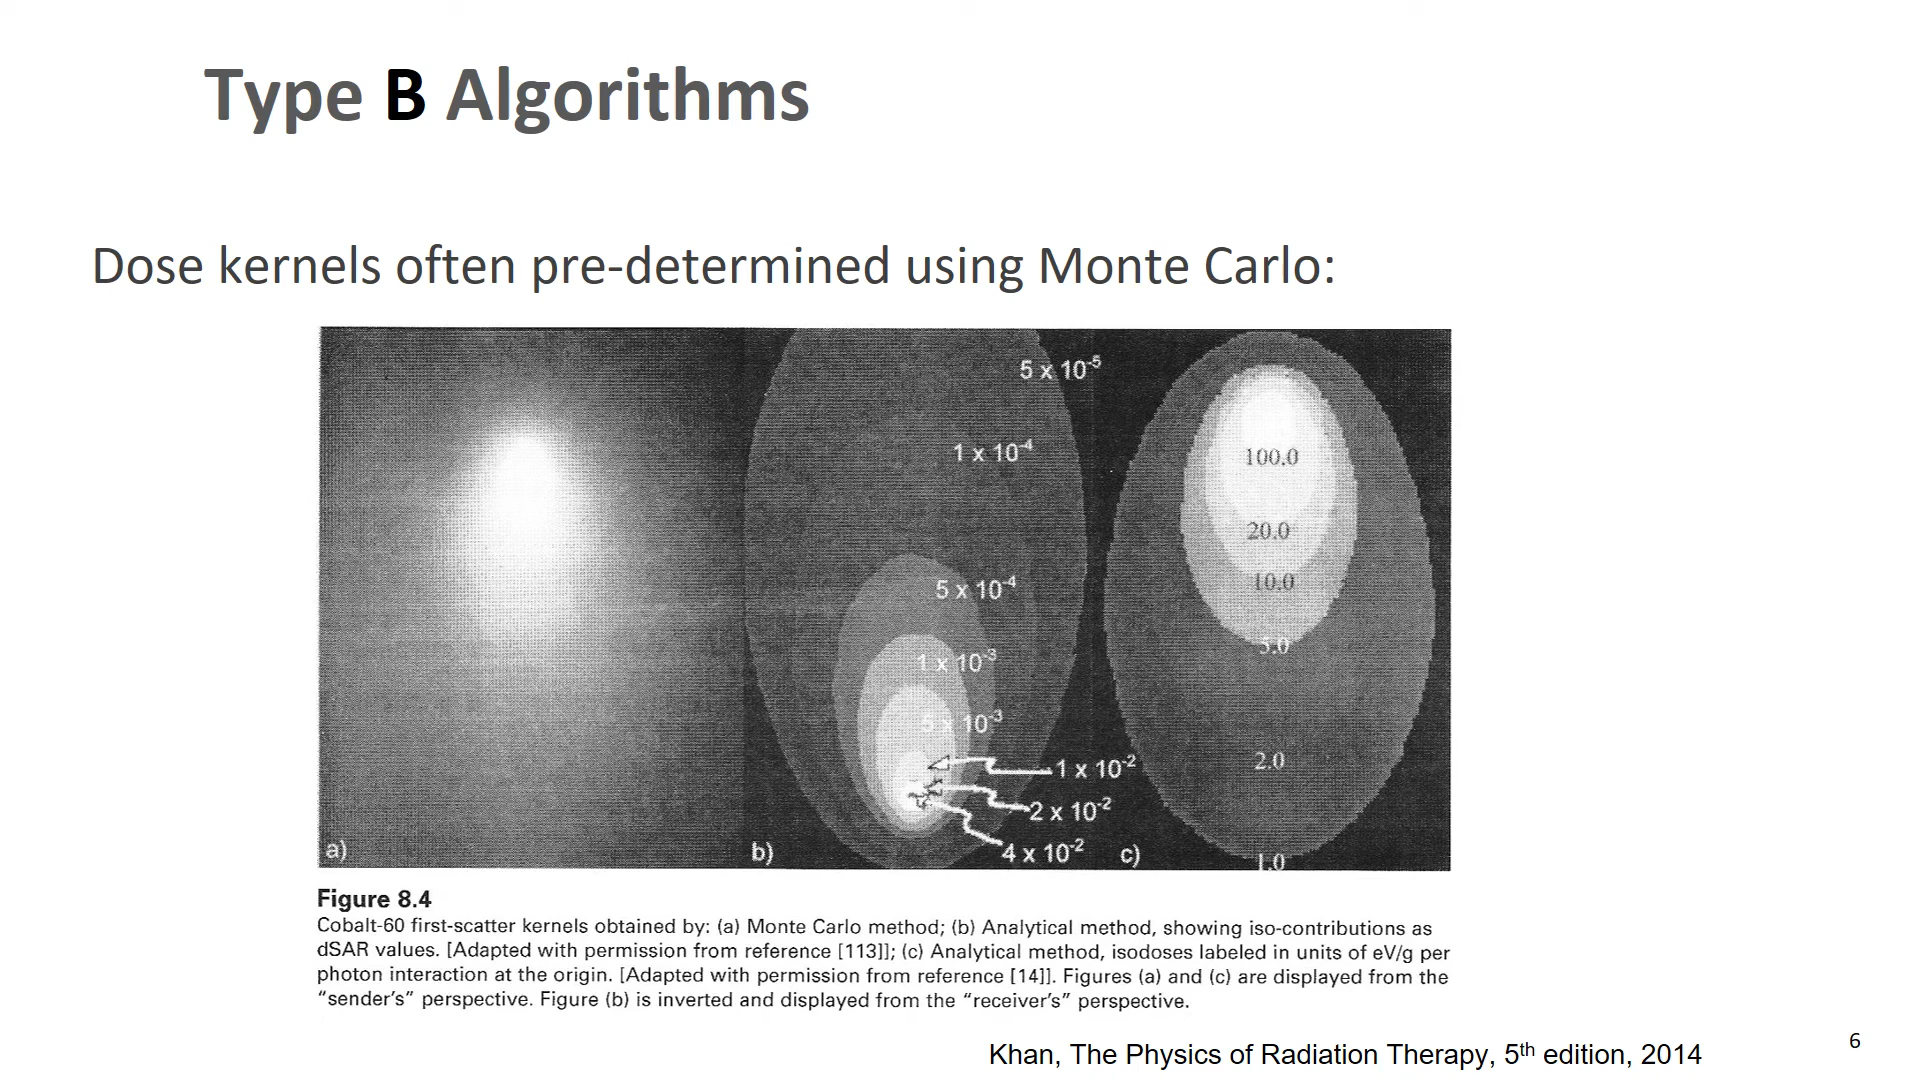 Type B Algorithms
Dose kernels often pre-determined using Monte Carlo:
5 x 10⁻⁵
1 x 10⁻⁴
5 x 10⁻⁴
1 x 10⁻³
5 x 10⁻³
1 x 10⁻²
2 x 10⁻²
4 x 10⁻²
100.0
20.0
10.0
5.0
2.0
1.0
a)
b)
c)
Figure 8.4
Cobalt-60 first-scatter kernels obtained by: (a) Monte Carlo method; (b) Analytical method, showing iso-contributions as
dSAR values. [Adapted with permission from reference [113]]; (c) Analytical method, isodoses labeled in units of eV/g per
photon interaction at the origin. [Adapted with permission from reference [14]]. Figures (a) and (c) are displayed from the
“sender’s” perspective. Figure (b) is inverted and displayed from the “receiver’s” perspective.
Khan, The Physics of Radiation Therapy, 5th edition, 2014
6